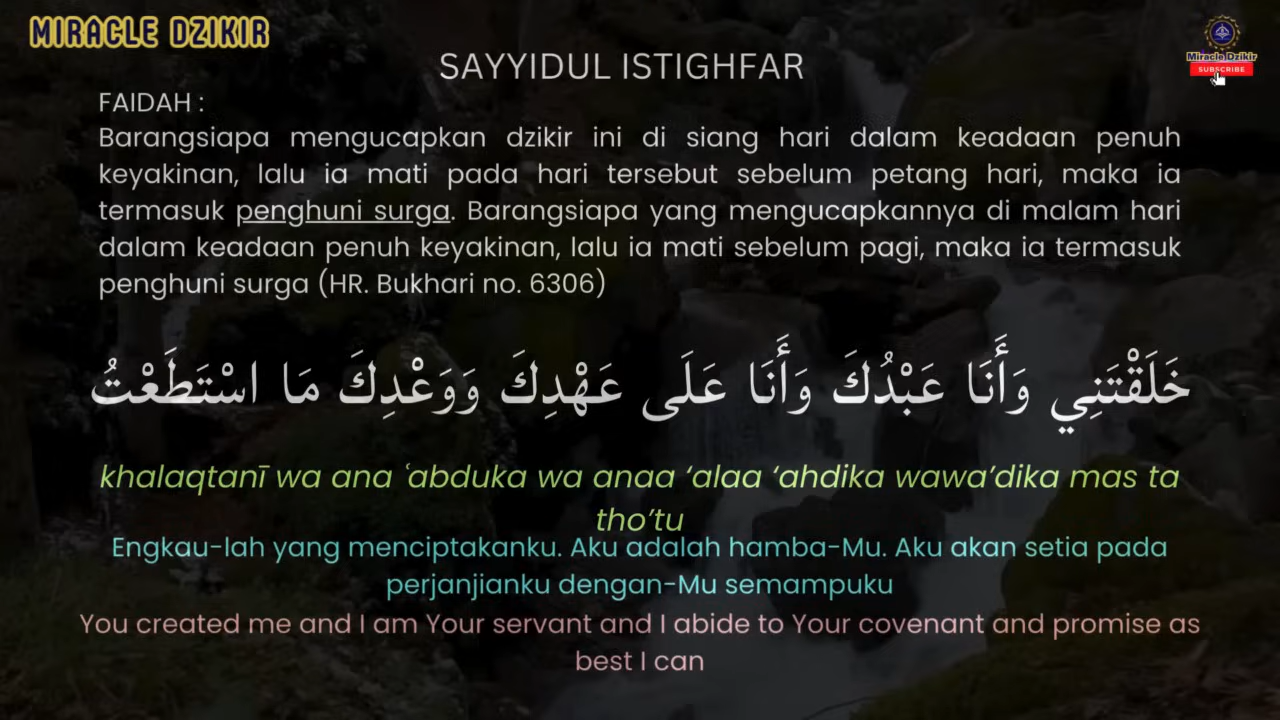 MIRACLE DZIKIR
Miracle Dzikir
SUBSCRIBE
SAYYIDUL ISTIGHFAR
FAIDAH :
Barangsiapa mengucapkan dzikir ini di siang hari dalam keadaan penuh
keyakinan, lalu ia mati pada hari tersebut sebelum petang hari, maka ia
termasuk penghuni surga. Barangsiapa yang mengucapkannya di malam hari
dalam keadaan penuh keyakinan, lalu ia mati sebelum pagi, maka ia termasuk
penghuni surga (HR. Bukhari no. 6306)
خَلَقْتَنِي وَأَنَا عَبْدُكَ وَأَنَا عَلَى عَهْدِكَ وَوَعْدِكَ مَا اسْتَطَعْتُ
khalaqtanī wa ana ʿabduka wa anaa ‘alaa ‘ahdika wawa’dika mas ta
tho’tu
Engkau-lah yang menciptakanku. Aku adalah hamba-Mu. Aku akan setia pada
perjanjianku dengan-Mu semampuku
You created me and I am Your servant and I abide to Your covenant and promise as
best I can